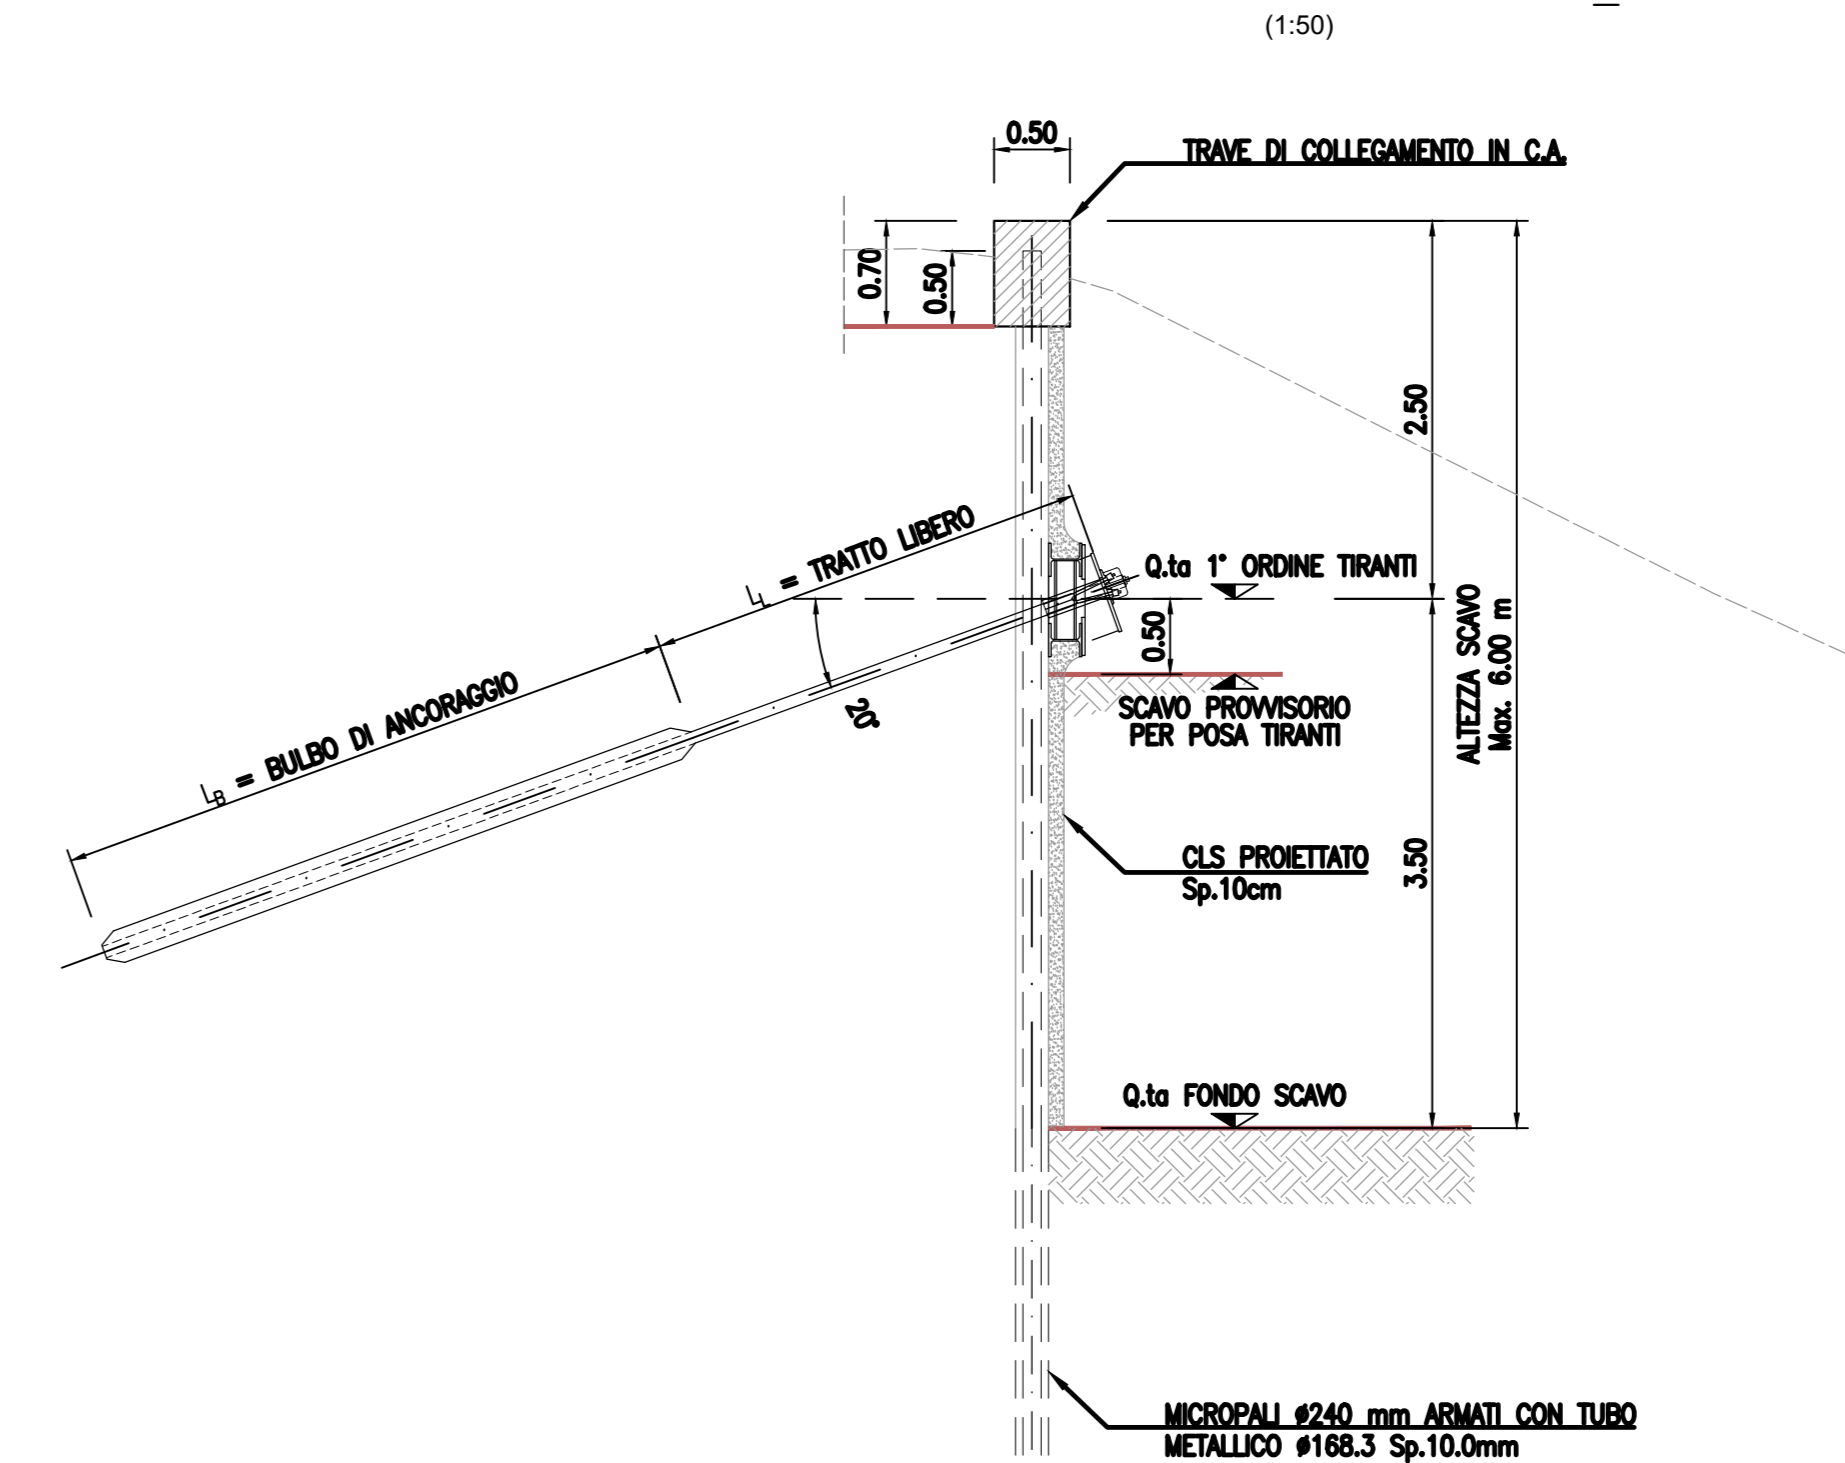 (1:50)
0.50
TRAVE DI COLLEGAMENTO IN C.A.
0.70
0.50
2.50
LL = TRATTO LIBERO
Q.ta 1° ORDINE TIRANTI
0.50
ALTEZZA SCAVO
Max. 6.00 m
LB = BULBO DI ANCORAGGIO
20°
SCAVO PROVVISORIO
PER POSA TIRANTI
CLS PROIETTATO
Sp.10cm
3.50
Q.ta FONDO SCAVO
MICROPALI ø240 mm ARMATI CON TUBO
METALLICO ø168.3 Sp.10.0mm